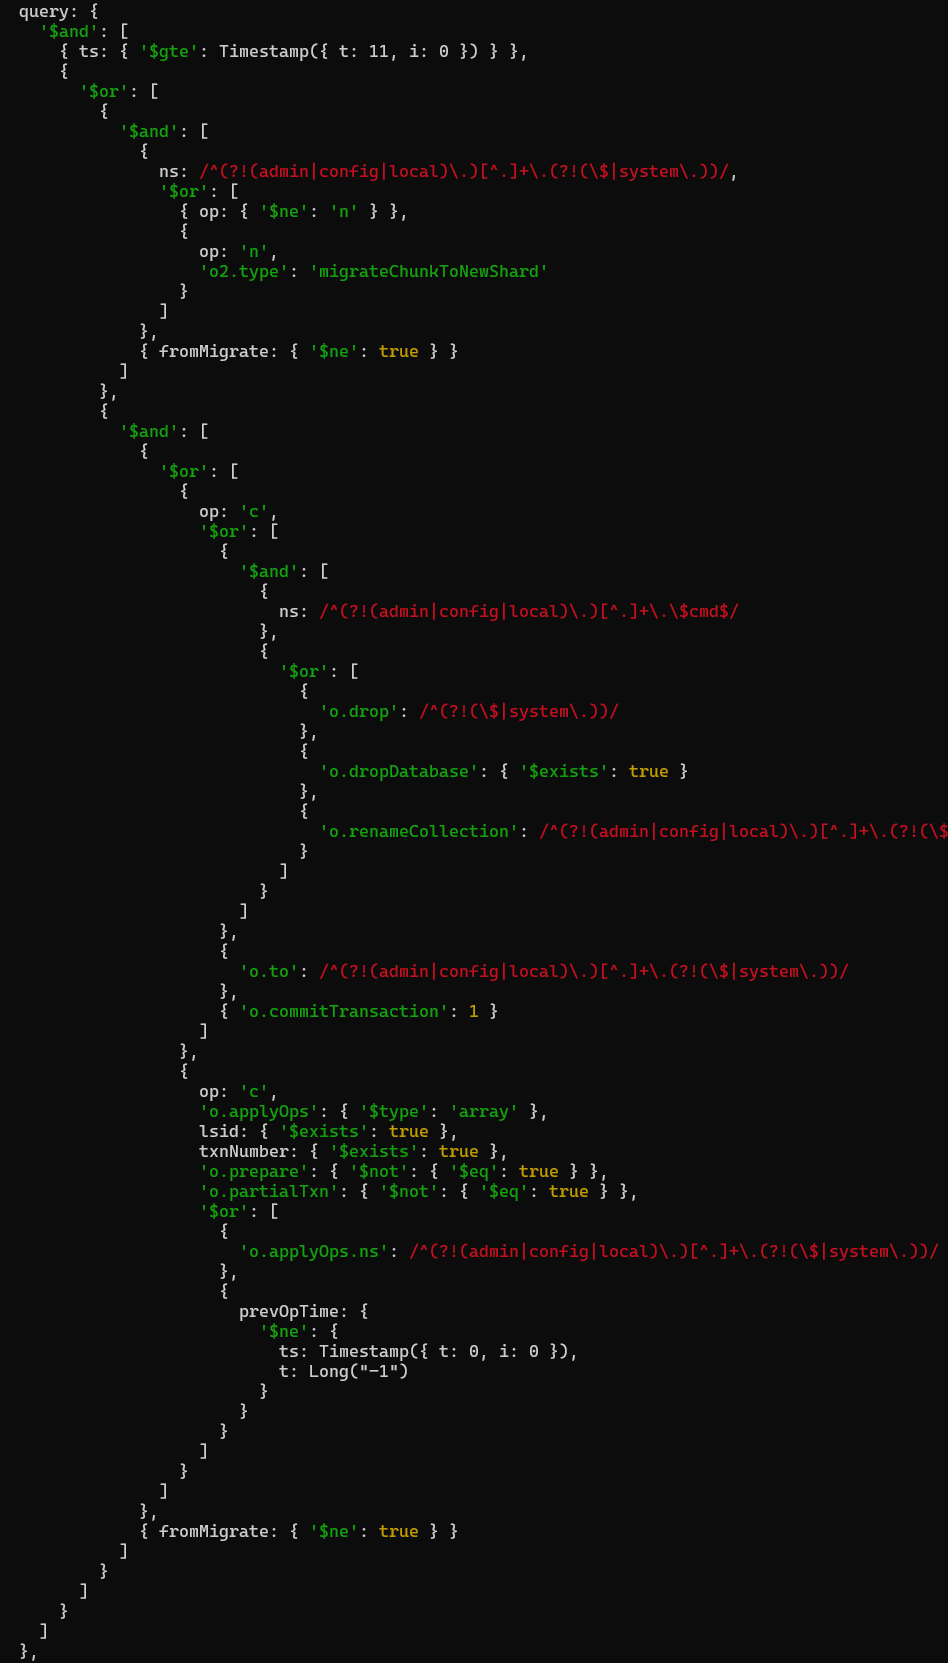 query: {
  '$and': [
    { ts: { '$gte': Timestamp({ t: 11, i: 0 }) } },
    {
      '$or': [
        {
          '$and': [
            {
              ns: /^(?!(admin|config|local)\.)[^.]+\.(?!(\$|system\.))/,
              '$or': [
                { op: { '$ne': 'n' } },
                {
                  op: 'n',
                  'o2.type': 'migrateChunkToNewShard'
                }
              ]
            },
            { fromMigrate: { '$ne': true } }
          ]
        },
        {
          '$and': [
            {
              '$or': [
                {
                  op: 'c',
                  '$or': [
                    {
                      '$and': [
                        {
                          ns: /^(?!(admin|config|local)\.)[^.]+\.\$cmd$/
                        },
                        {
                          '$or': [
                            {
                              'o.drop': /^(?!(\$|system\.))/
                            },
                            {
                              'o.dropDatabase': { '$exists': true }
                            },
                            {
                              'o.renameCollection': /^(?!(admin|config|local)\.)[^.]+\.(?!(\$
                            }
                          ]
                        }
                      ]
                    },
                    {
                      'o.to': /^(?!(admin|config|local)\.)[^.]+\.(?!(\$|system\.))/
                    },
                    { 'o.commitTransaction': 1 }
                  ]
                },
                {
                  op: 'c',
                  'o.applyOps': { '$type': 'array' },
                  lsid: { '$exists': true },
                  txnNumber: { '$exists': true },
                  'o.prepare': { '$not': { '$eq': true } },
                  'o.partialTxn': { '$not': { '$eq': true } },
                  '$or': [
                    {
                      'o.applyOps.ns': /^(?!(admin|config|local)\.)[^.]+\.(?!(\$|system\.))/
                    },
                    {
                      prevOpTime: {
                        '$ne': {
                          ts: Timestamp({ t: 0, i: 0 }),
                          t: Long("-1")
                        }
                      }
                    }
                  ]
                }
              ]
            },
            { fromMigrate: { '$ne': true } }
          ]
        }
      ]
    }
  ]
},